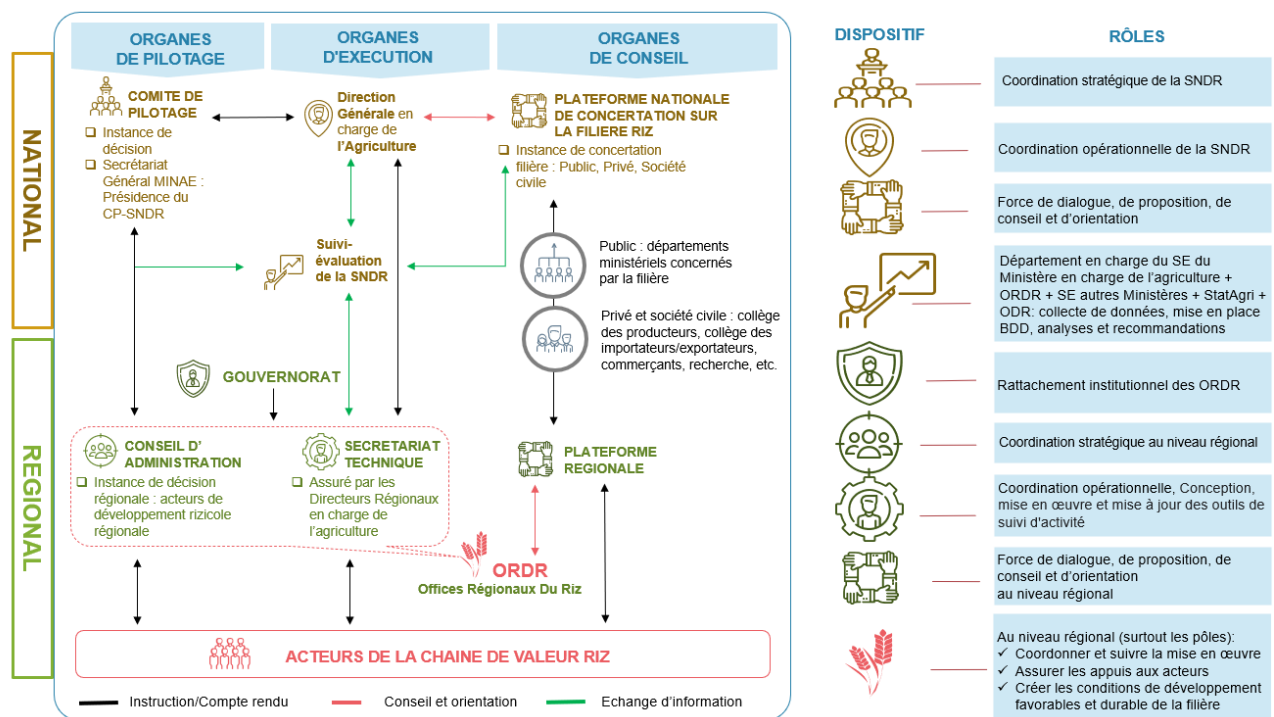 ORGANES
DE PILOTAGE
ORGANES
D'EXECUTION
ORGANES
DE CONSEIL
NATIONAL
COMITE DE
PILOTAGE
❑ Instance de
décision
❑ Secrétariat
Général MINAE :
Présidence du
CP-SNDR
Direction
Générale en
charge de
l'Agriculture
PLATEFORME NATIONALE
DE CONCERTATION SUR
LA FILIERE RIZ
❑ Instance de concertation
filière : Public, Privé, Société
civile
Suivi-
évaluation
de la SNDR
Public : départements
ministériels concernés
par la filière
Privé et société civile : collège
des producteurs, collège des
importateurs/exportateurs,
commerçants, recherche, etc.
REGIONAL
GOUVERNORAT
CONSEIL D'
ADMINISTRATION
❑ Instance de décision
régionale : acteurs de
développement rizicole
régionale
SECRETARIAT
TECHNIQUE
❑ Assuré par les
Directeurs Régionaux
en charge de
l'agriculture
PLATEFORME
REGIONALE
ORDR
Offices Régionaux Du Riz
ACTEURS DE LA CHAINE DE VALEUR RIZ
Instruction/Compte rendu
Conseil et orientation
Echange d'information
DISPOSITIF
RÔLES
Coordination stratégique de la SNDR
Coordination opérationnelle de la SNDR
Force de dialogue, de proposition, de
conseil et d'orientation
Département en charge du SE du
Ministère en charge de l'agriculture +
ORDR + SE autres Ministères + StatAgri +
ODR: collecte de données, mise en place
BDD, analyses et recommandations
Rattachement institutionnel des ORDR
Coordination stratégique au niveau régional
Coordination opérationnelle, Conception,
mise en œuvre et mise à jour des outils de
suivi d'activité
Force de dialogue, de proposition, de
conseil et d'orientation
au niveau régional
Au niveau régional (surtout les pôles):
✓ Coordonner et suivre la mise en œuvre
✓ Assurer les appuis aux acteurs
✓ Créer les conditions de développement
favorables et durable de la filière